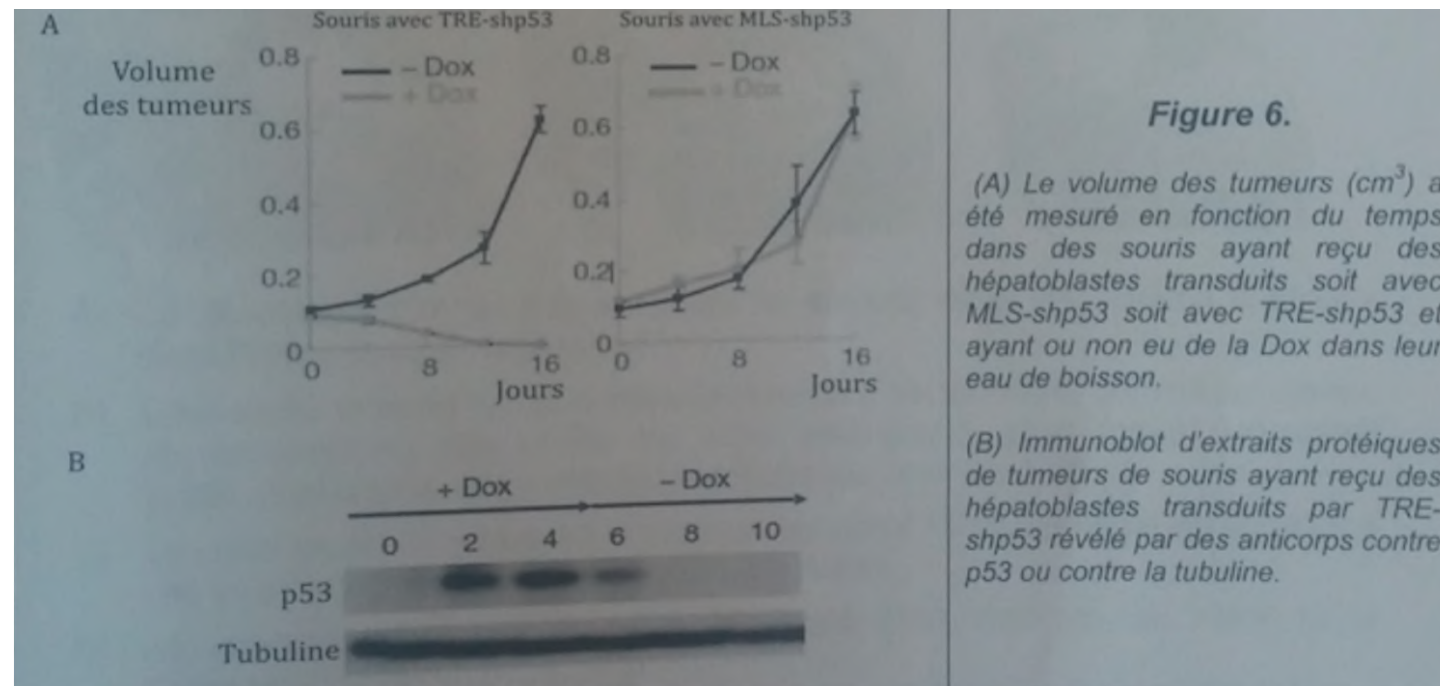 A
Souris avec TRE-shp53
Souris avec MLS-shp53
Volume
des tumeurs
0.8
0.6
0.4
0.2
0
– Dox
+ Dox
0
8
16
Jours
0.8
0.6
0.4
0.2
0
– Dox
+ Dox
0
8
16
Jours
B
+ Dox
– Dox
0 2 4 6 8 10
p53
Tubuline
Figure 6.
(A) Le volume des tumeurs (cm³) a
été mesuré en fonction du temps
dans des souris ayant reçu des
hépatoblastes transduits soit avec
MLS-shp53 soit avec TRE-shp53 et
ayant ou non eu de la Dox dans leur
eau de boisson.
(B) Immunoblot d'extraits protéiques
de tumeurs de souris ayant reçu des
hépatoblastes transduits par TRE-
shp53 révélé par des anticorps contre
p53 ou contre la tubuline.